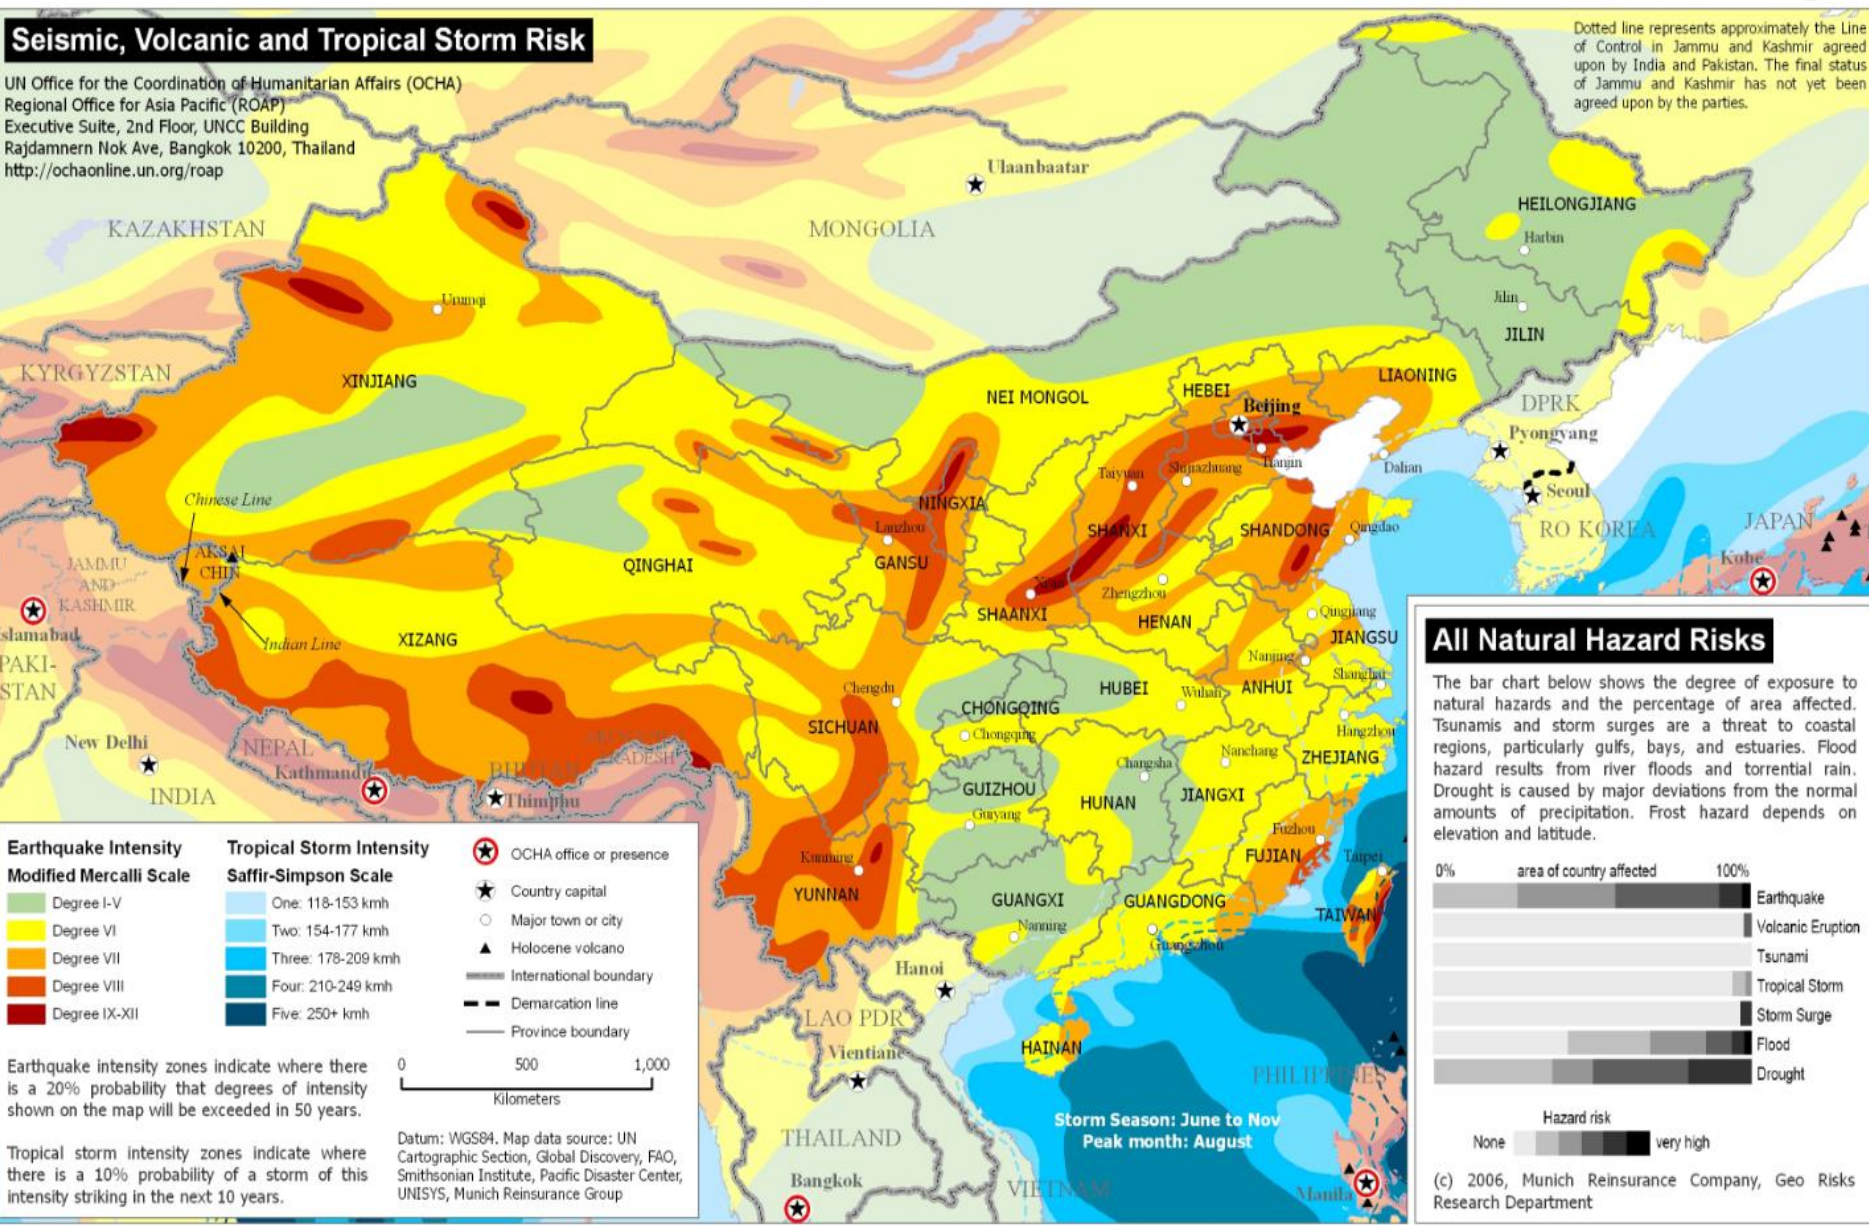 Seismic, Volcanic and Tropical Storm Risk
UN Office for the Coordination of Humanitarian Affairs (OCHA)
Regional Office for Asia Pacific (ROAP)
Executive Suite, 2nd Floor, UNCC Building
Rajdamnern Nok Ave, Bangkok 10200, Thailand
http://ochaonline.un.org/roap
Dotted line represents approximately the Line
of Control in Jammu and Kashmir agreed
upon by India and Pakistan. The final status
of Jammu and Kashmir has not yet been
agreed upon by the parties.
Ulaanbaatar
KAZAKHSTAN
MONGOLIA
HEILONGJIANG
Harbin
Urumqi
Jilin
JILIN
KYRGYZSTAN
XINJIANG
NEI MONGOL
HEBEI
LIAONING
Beijing
DPRK
Pyongyang
Taiyuan
Shijiazhuang
Tianjin
Dalian
Chinese Line
NINGXIA
Seoul
Lanzhou
SHANXI
SHANDONG
Qingdao
RO KOREA
JAPAN
AKSAI
CHIN
JAMMU
AND
KASHMIR
QINGHAI
GANSU
Kobe
Xi'an
Zhengzhou
Islamabad
SHAANXI
HENAN
Qingjiang
JIANGSU
Indian Line
XIZANG
PAKI-
STAN
Nanjing
Shanghai
Chengdu
HUBEI
Wuhan
ANHUI
CHONGQING
SICHUAN
Chongqing
Hangzhou
New Delhi
NEPAL
Kathmandu
BHUTAN
PRADESH
Thimphu
INDIA
Nanchang
ZHEJIANG
Changsha
GUIZHOU
HUNAN
JIANGXI
Guiyang
Fuzhou
FUJIAN
Taipei
Kunming
YUNNAN
GUANGXI
GUANGDONG
TAIWAN
Nanning
Guangzhou
Hanoi
LAO PDR
Vientiane
HAINAN
PHILIPPINES
Storm Season: June to Nov
Peak month: August
THAILAND
Bangkok
VIETNAM
Manila
Earthquake Intensity
Modified Mercalli Scale
Degree I-V
Degree VI
Degree VII
Degree VIII
Degree IX-XII
Tropical Storm Intensity
Saffir-Simpson Scale
One: 118-153 kmh
Two: 154-177 kmh
Three: 178-209 kmh
Four: 210-249 kmh
Five: 250+ kmh
OCHA office or presence
Country capital
Major town or city
Holocene volcano
International boundary
Demarcation line
Province boundary
0 500 1,000
Kilometers
Earthquake intensity zones indicate where there
is a 20% probability that degrees of intensity
shown on the map will be exceeded in 50 years.
Tropical storm intensity zones indicate where
there is a 10% probability of a storm of this
intensity striking in the next 10 years.
Datum: WGS84. Map data source: UN
Cartographic Section, Global Discovery, FAO,
Smithsonian Institute, Pacific Disaster Center,
UNISYS, Munich Reinsurance Group
All Natural Hazard Risks
The bar chart below shows the degree of exposure to
natural hazards and the percentage of area affected.
Tsunamis and storm surges are a threat to coastal
regions, particularly gulfs, bays, and estuaries. Flood
hazard results from river floods and torrential rain.
Drought is caused by major deviations from the normal
amounts of precipitation. Frost hazard depends on
elevation and latitude.
0% area of country affected 100%
Earthquake
Volcanic Eruption
Tsunami
Tropical Storm
Storm Surge
Flood
Drought
Hazard risk
None very high
(c) 2006, Munich Reinsurance Company, Geo Risks
Research Department